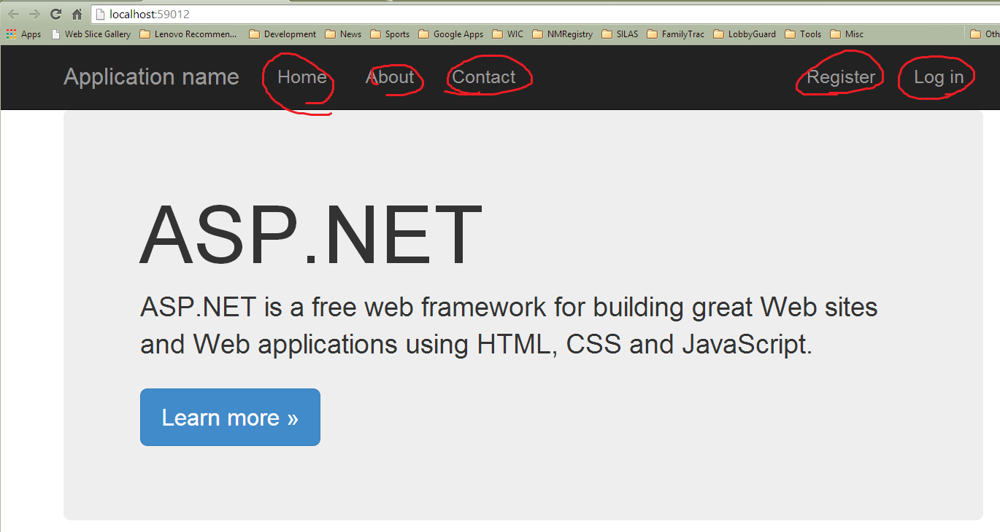 localhost:59012
Apps Web Slice Gallery Lenovo Recommen... Development News Sports Google Apps WIC NMRegistry SILAS FamilyTrac LobbyGuard Tools Misc Oth
Application name Home About Contact Register Log in
ASP.NET
ASP.NET is a free web framework for building great Web sites
and Web applications using HTML, CSS and JavaScript.
Learn more »